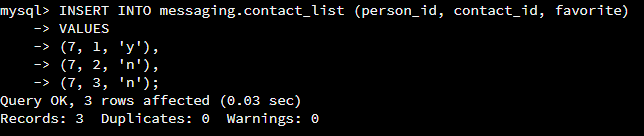 mysql> INSERT INTO messaging.contact_list (person_id, contact_id, favorite)
    -> VALUES
    -> (7, 1, 'y'),
    -> (7, 2, 'n'),
    -> (7, 3, 'n');
Query OK, 3 rows affected (0.03 sec)
Records: 3  Duplicates: 0  Warnings: 0